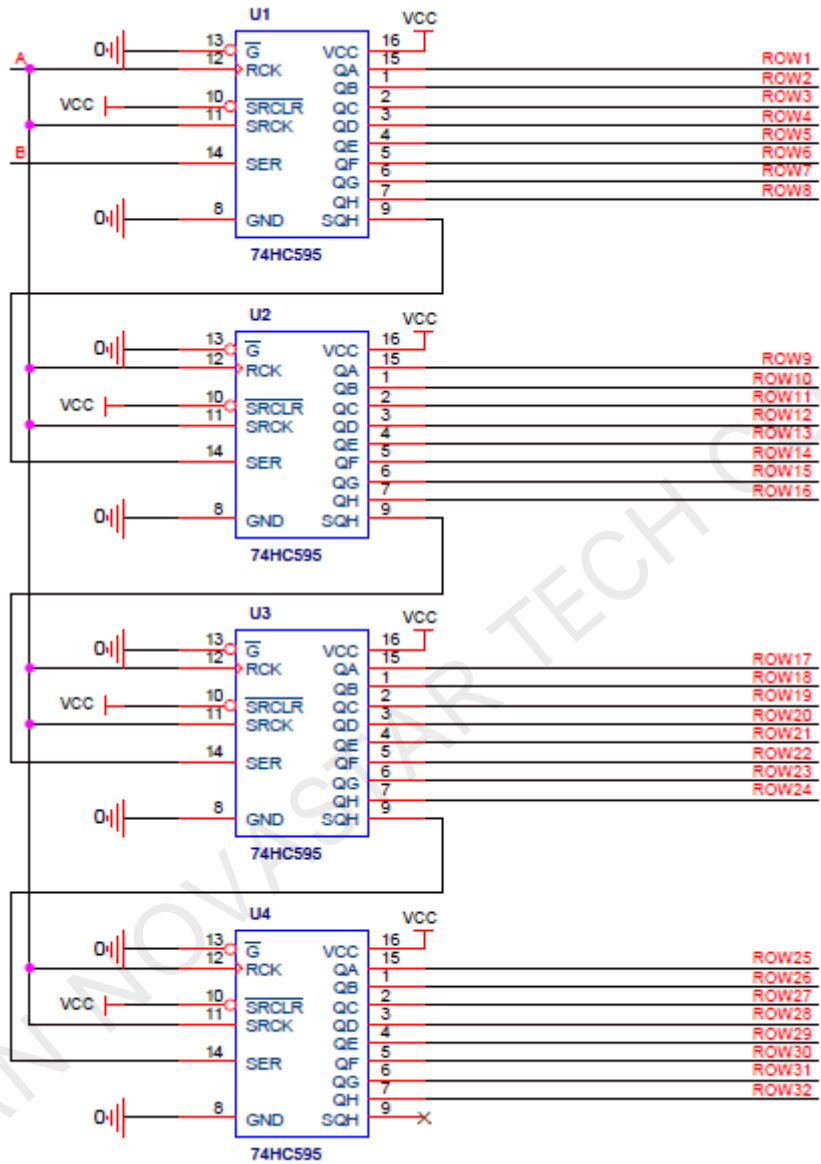 U1
VCC
0 13 G VCC 16
A 12 RCK QA 15 ROW1
QB 1 ROW2
VCC 10 SRCLR QC 2 ROW3
11 SRCK QD 3 ROW4
QE 4 ROW5
B 14 SER QF 5 ROW6
QG 6 ROW7
QH 7 ROW8
0 8 GND SQH 9
74HC595
U2
VCC
0 13 G VCC 16
12 RCK QA 15 ROW9
QB 1 ROW10
VCC 10 SRCLR QC 2 ROW11
11 SRCK QD 3 ROW12
QE 4 ROW13
14 SER QF 5 ROW14
QG 6 ROW15
QH 7 ROW16
0 8 GND SQH 9
74HC595
U3
VCC
0 13 G VCC 16
12 RCK QA 15 ROW17
QB 1 ROW18
VCC 10 SRCLR QC 2 ROW19
11 SRCK QD 3 ROW20
QE 4 ROW21
14 SER QF 5 ROW22
QG 6 ROW23
QH 7 ROW24
0 8 GND SQH 9
74HC595
U4
VCC
0 13 G VCC 16
12 RCK QA 15 ROW25
QB 1 ROW26
VCC 10 SRCLR QC 2 ROW27
11 SRCK QD 3 ROW28
QE 4 ROW29
14 SER QF 5 ROW30
QG 6 ROW31
QH 7 ROW32
0 8 GND SQH 9
74HC595
AN NOVASTAR TECH C